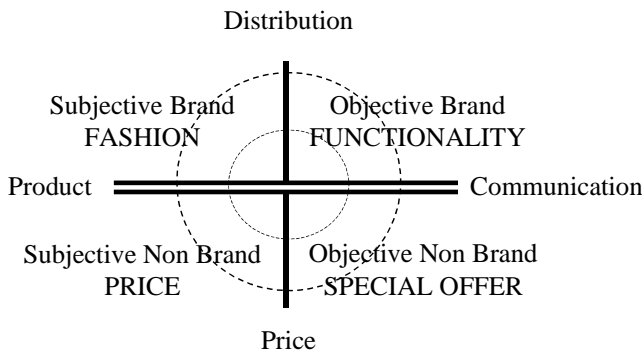 Distribution
Subjective Brand
FASHION
Objective Brand
FUNCTIONALITY
Product
Communication
Subjective Non Brand
PRICE
Objective Non Brand
SPECIAL OFFER
Price